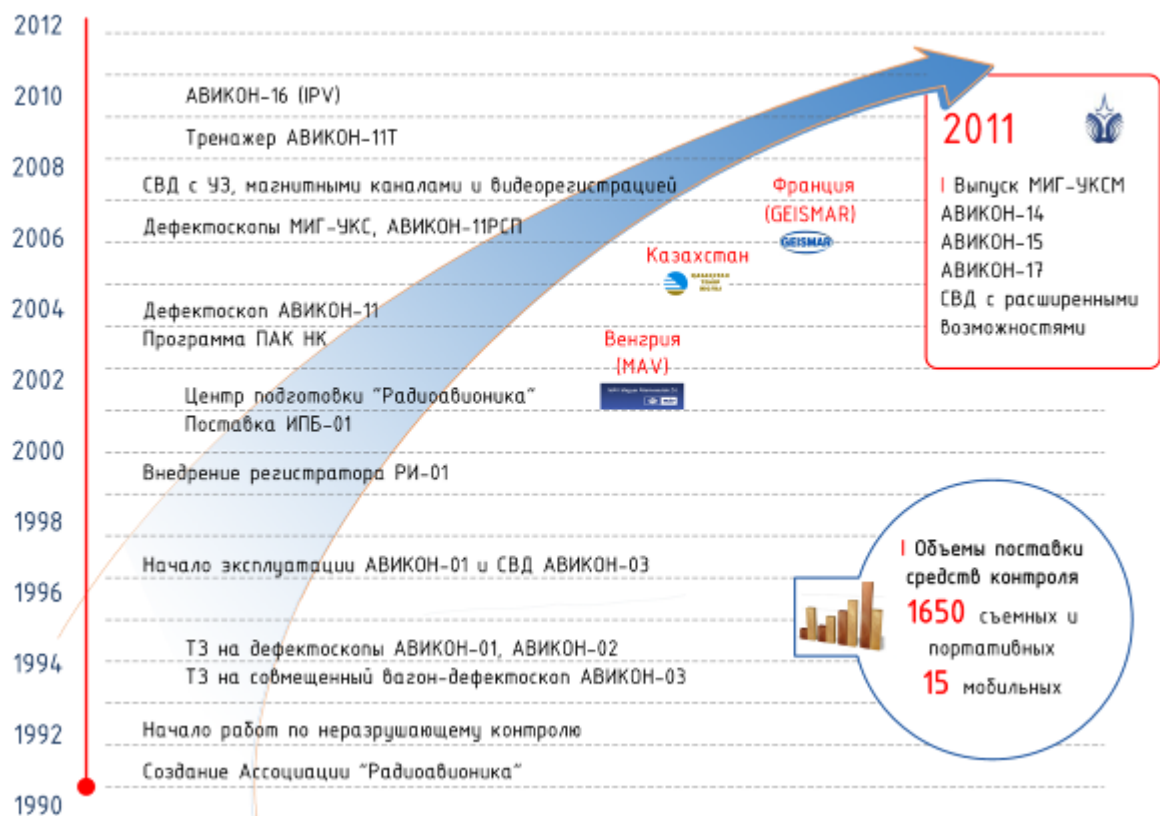 2012
2010
АВИКОН-16 (IPV)
Тренажер АВИКОН-11Т
2008
СВД с УЗ, магнитными каналами и видеорегистрацией
Дефектоскопы МИГ-УКС, АВИКОН-11РСП
2006
2004
Дефектоскоп АВИКОН-11
Программа ПАК НК
2002
Центр подготовки "Радиоавионика"
Поставка ИПБ-01
2000
Внедрение регистратора РИ-01
1998
Начало эксплуатации АВИКОН-01 и СВД АВИКОН-03
1996
1994
ТЗ на дефектоскопы АВИКОН-01, АВИКОН-02
ТЗ на совмещенный вагон-дефектоскоп АВИКОН-03
1992
Начало работ по неразрушающему контролю
Создание Ассоциации "Радиоавионика"
1990
Франция
(GEISMAR)
GEISMAR
Казахстан
Венгрия
(MAV)
2011
Выпуск МИГ-УКСМ
АВИКОН-14
АВИКОН-15
АВИКОН-17
СВД с расширенными
возможностями
Объемы поставки
средств контроля
1650 съемных и
портативных
15 мобильных